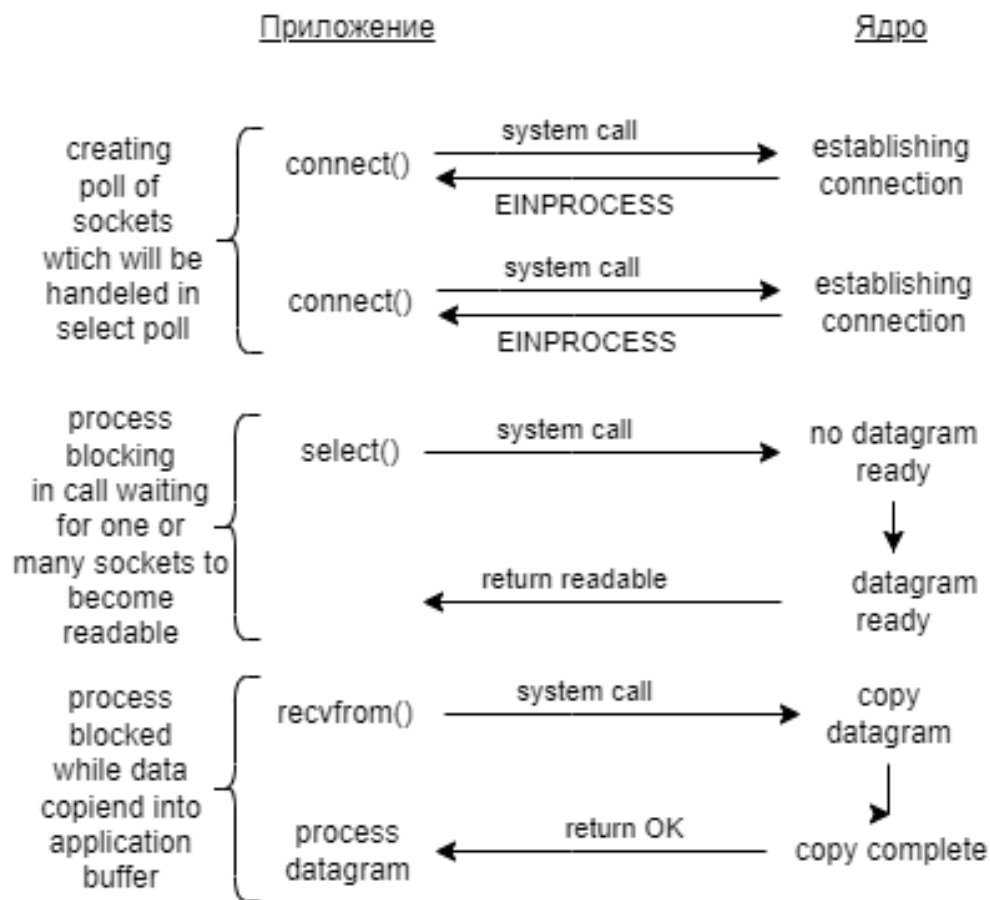 Приложение
Ядро
creating
poll of
sockets
wtich will be
handeled in
select poll
connect()
system call
EINPROCESS
establishing
connection
connect()
system call
EINPROCESS
establishing
connection
process
blocking
in call waiting
for one or
many sockets to
become
readable
select()
system call
no datagram
ready
return readable
datagram
ready
process
blocked
while data
copiend into
application
buffer
recvfrom()
system call
copy
datagram
process
datagram
return OK
copy complete